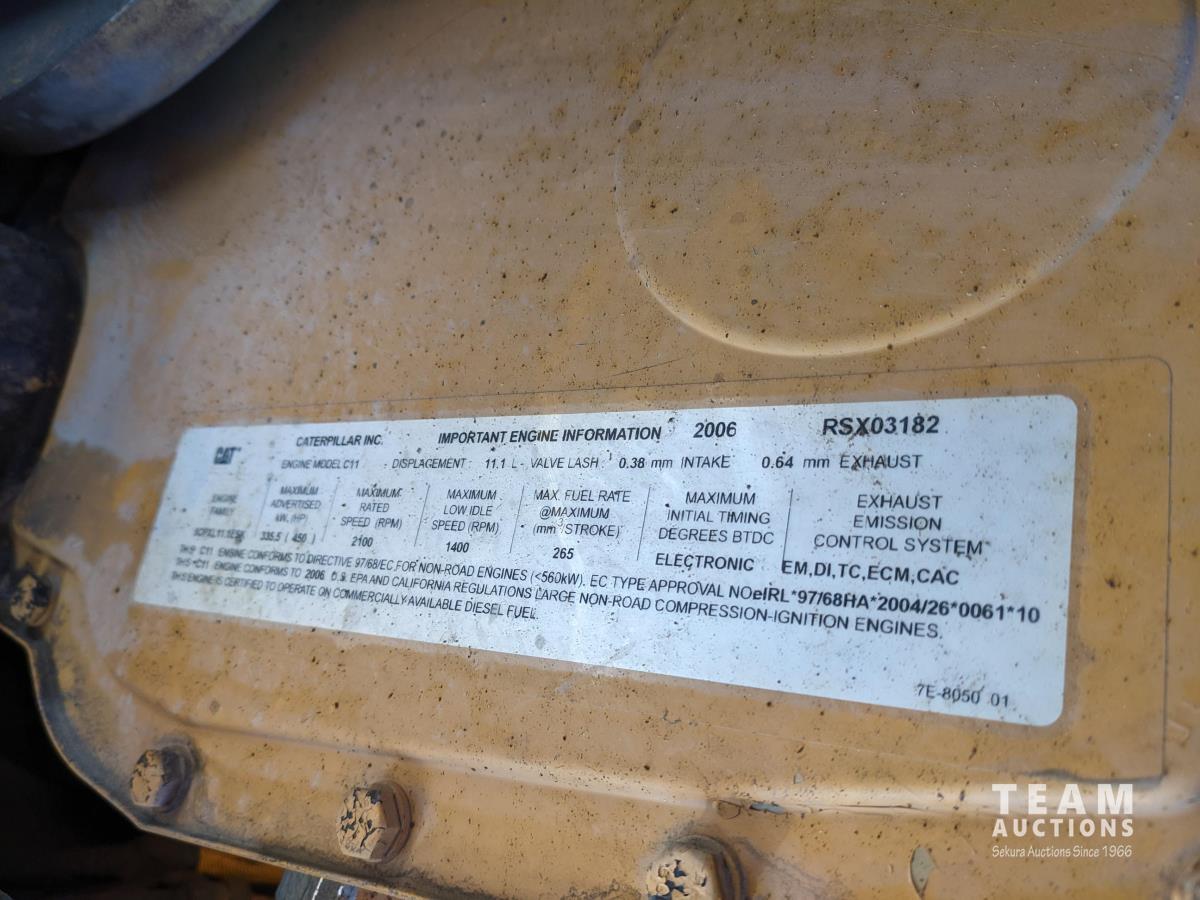 CAT
CATERPILLAR INC. IMPORTANT ENGINE INFORMATION 2006 RSX03182
ENGINE MODEL C11 DISPLACEMENT 11.1 L VALVE LASH 0.38 mm INTAKE 0.64 mm EXHAUST
ENGINE FAMILY
MAXIMUM ADVERTISED kW, (HP)
335.5 ( 450 )
MAXIMUM RATED SPEED (RPM)
2100
MAXIMUM LOW IDLE SPEED (RPM)
1400
MAX. FUEL RATE @MAXIMUM (mm³/STROKE)
265
MAXIMUM INITIAL TIMING DEGREES BTDC
ELECTRONIC
EXHAUST EMISSION CONTROL SYSTEM
EM,DI,TC,ECM,CAC
THIS C11 ENGINE CONFORMS TO DIRECTIVE 97/68/EC FOR NON-ROAD ENGINES (<560kW). EC TYPE APPROVAL NO eIRL*97/68HA*2004/26*0061*10
THIS C11 ENGINE CONFORMS TO 2006 U.S. EPA AND CALIFORNIA REGULATIONS LARGE NON-ROAD COMPRESSION-IGNITION ENGINES.
THIS ENGINE IS CERTIFIED TO OPERATE ON COMMERCIALLY AVAILABLE DIESEL FUEL.
7E-8050 01
TEAM
AUCTIONS
Sekura Auctions Since 1966